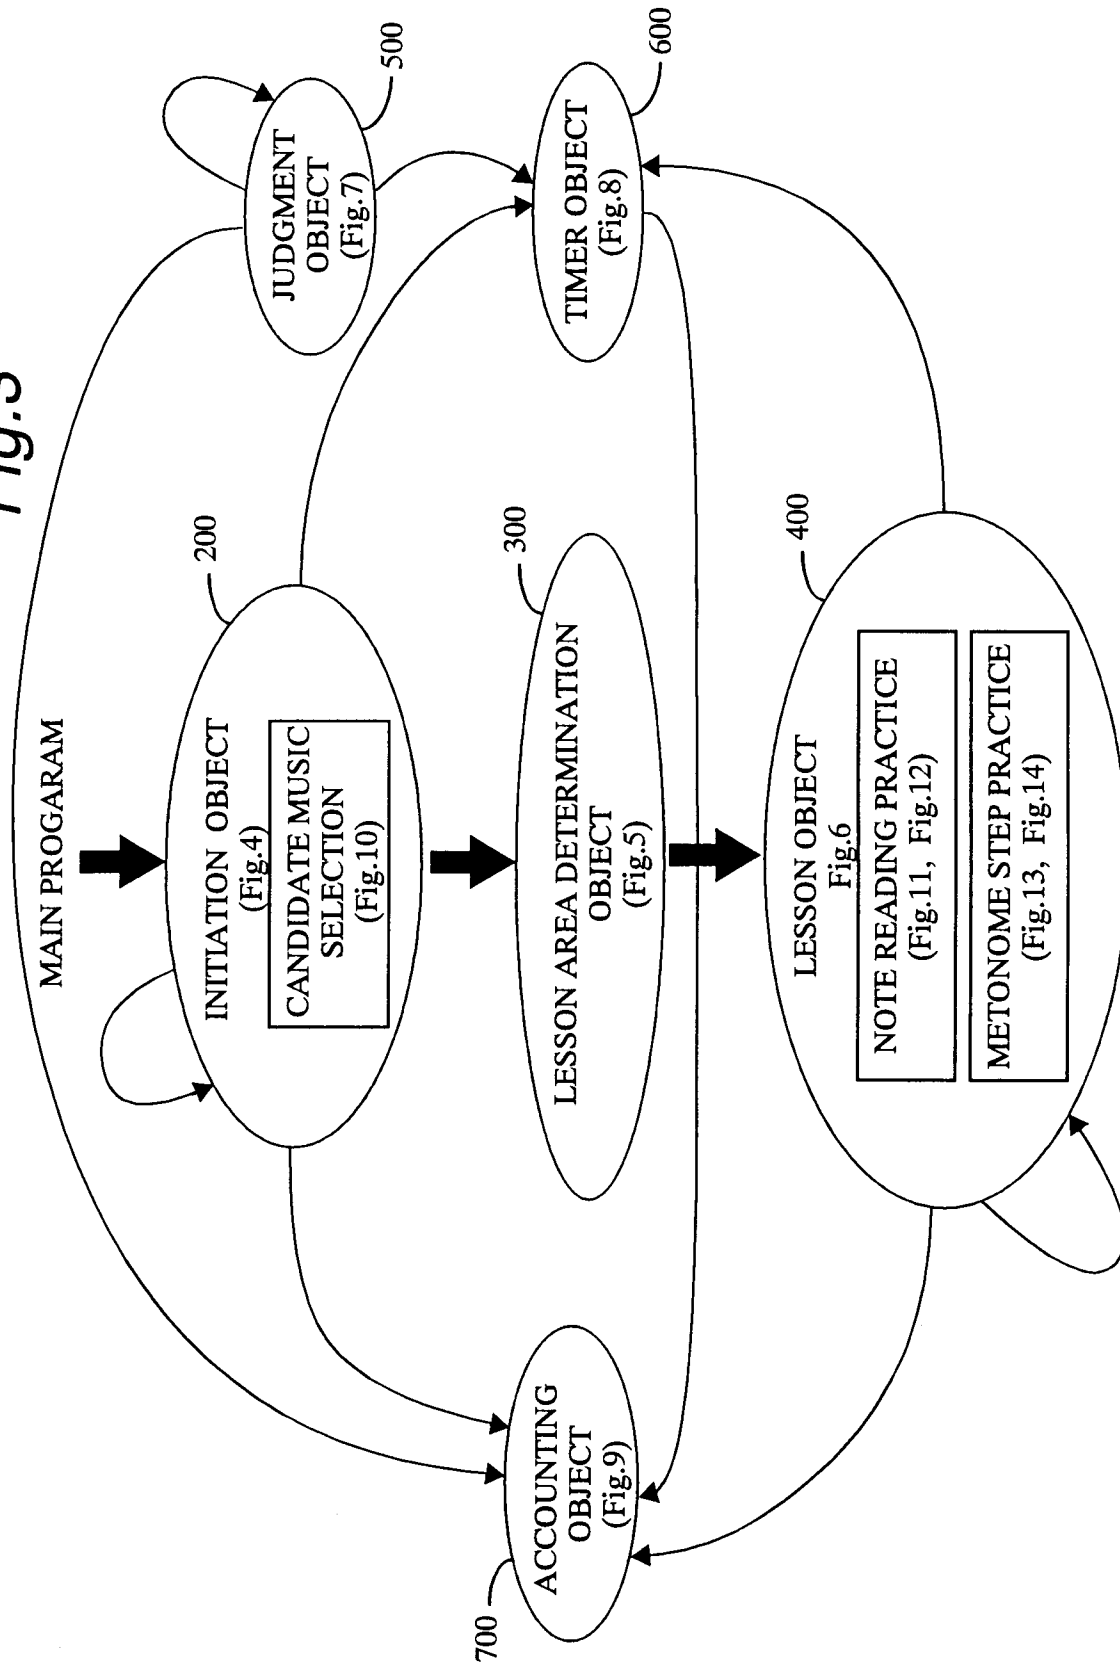 Fig.3
MAIN PROGARAM
INITIATION OBJECT
(Fig.4)
CANDIDATE MUSIC
SELECTION
(Fig.10)
200
LESSON AREA DETERMINATION
OBJECT
(Fig.5)
300
LESSON OBJECT
Fig.6
NOTE READING PRACTICE
(Fig.11, Fig.12)
METONOME STEP PRACTICE
(Fig.13, Fig.14)
400
JUDGMENT
OBJECT
(Fig.7)
500
TIMER OBJECT
(Fig.8)
600
ACCOUNTING
OBJECT
(Fig.9)
700